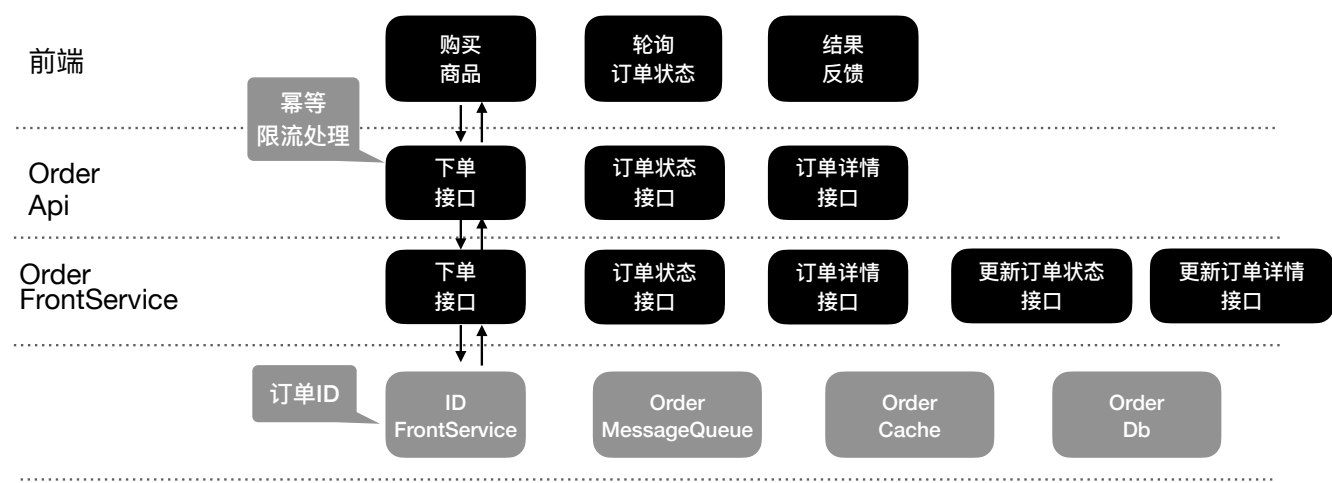 前端
购买
商品
轮询
订单状态
结果
反馈
幂等
限流处理
Order
Api
下单
接口
订单状态
接口
订单详情
接口
Order
FrontService
下单
接口
订单状态
接口
订单详情
接口
更新订单状态
接口
更新订单详情
接口
订单ID
ID
FrontService
Order
MessageQueue
Order
Cache
Order
Db